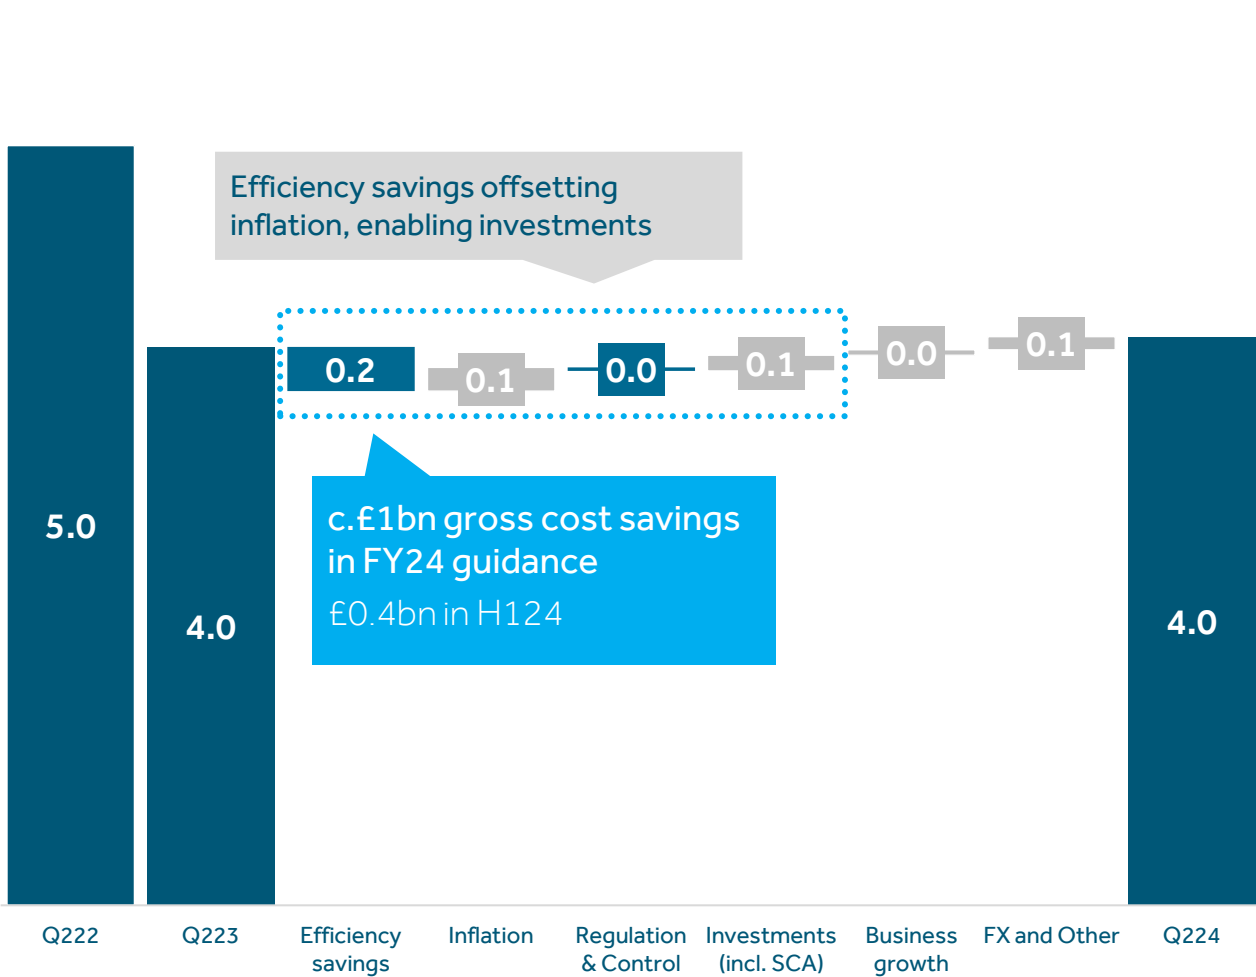 Efficiency savings offsetting
inflation, enabling investments
0.2
0.1
0.0
0.1
0.0
0.1
c.£1bn gross cost savings
in FY24 guidance
£0.4bn in H124
5.0
4.0
4.0
Q222
Q223
Efficiency
savings
Inflation
Regulation
& Control
Investments
(incl. SCA)
Business
growth
FX and Other
Q224